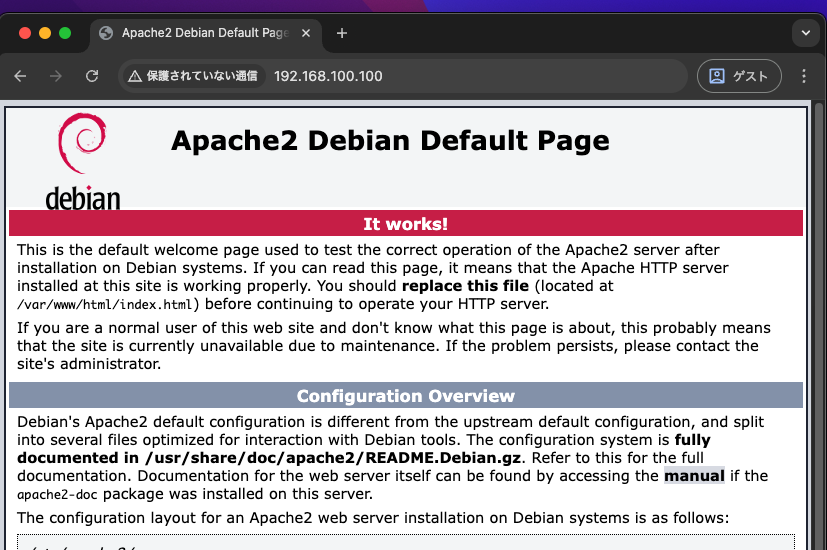 Apache2 Debian Default Page
保護されていない通信
192.168.100.100
ゲスト
debian
Apache2 Debian Default Page
It works!
This is the default welcome page used to test the correct operation of the Apache2 server after
installation on Debian systems. If you can read this page, it means that the Apache HTTP server
installed at this site is working properly. You should replace this file (located at
/var/www/html/index.html) before continuing to operate your HTTP server.
If you are a normal user of this web site and don't know what this page is about, this probably means
that the site is currently unavailable due to maintenance. If the problem persists, please contact the
site's administrator.
Configuration Overview
Debian's Apache2 default configuration is different from the upstream default configuration, and split
into several files optimized for interaction with Debian tools. The configuration system is fully
documented in /usr/share/doc/apache2/README.Debian.gz. Refer to this for the full
documentation. Documentation for the web server itself can be found by accessing the manual if the
apache2-doc package was installed on this server.
The configuration layout for an Apache2 web server installation on Debian systems is as follows: